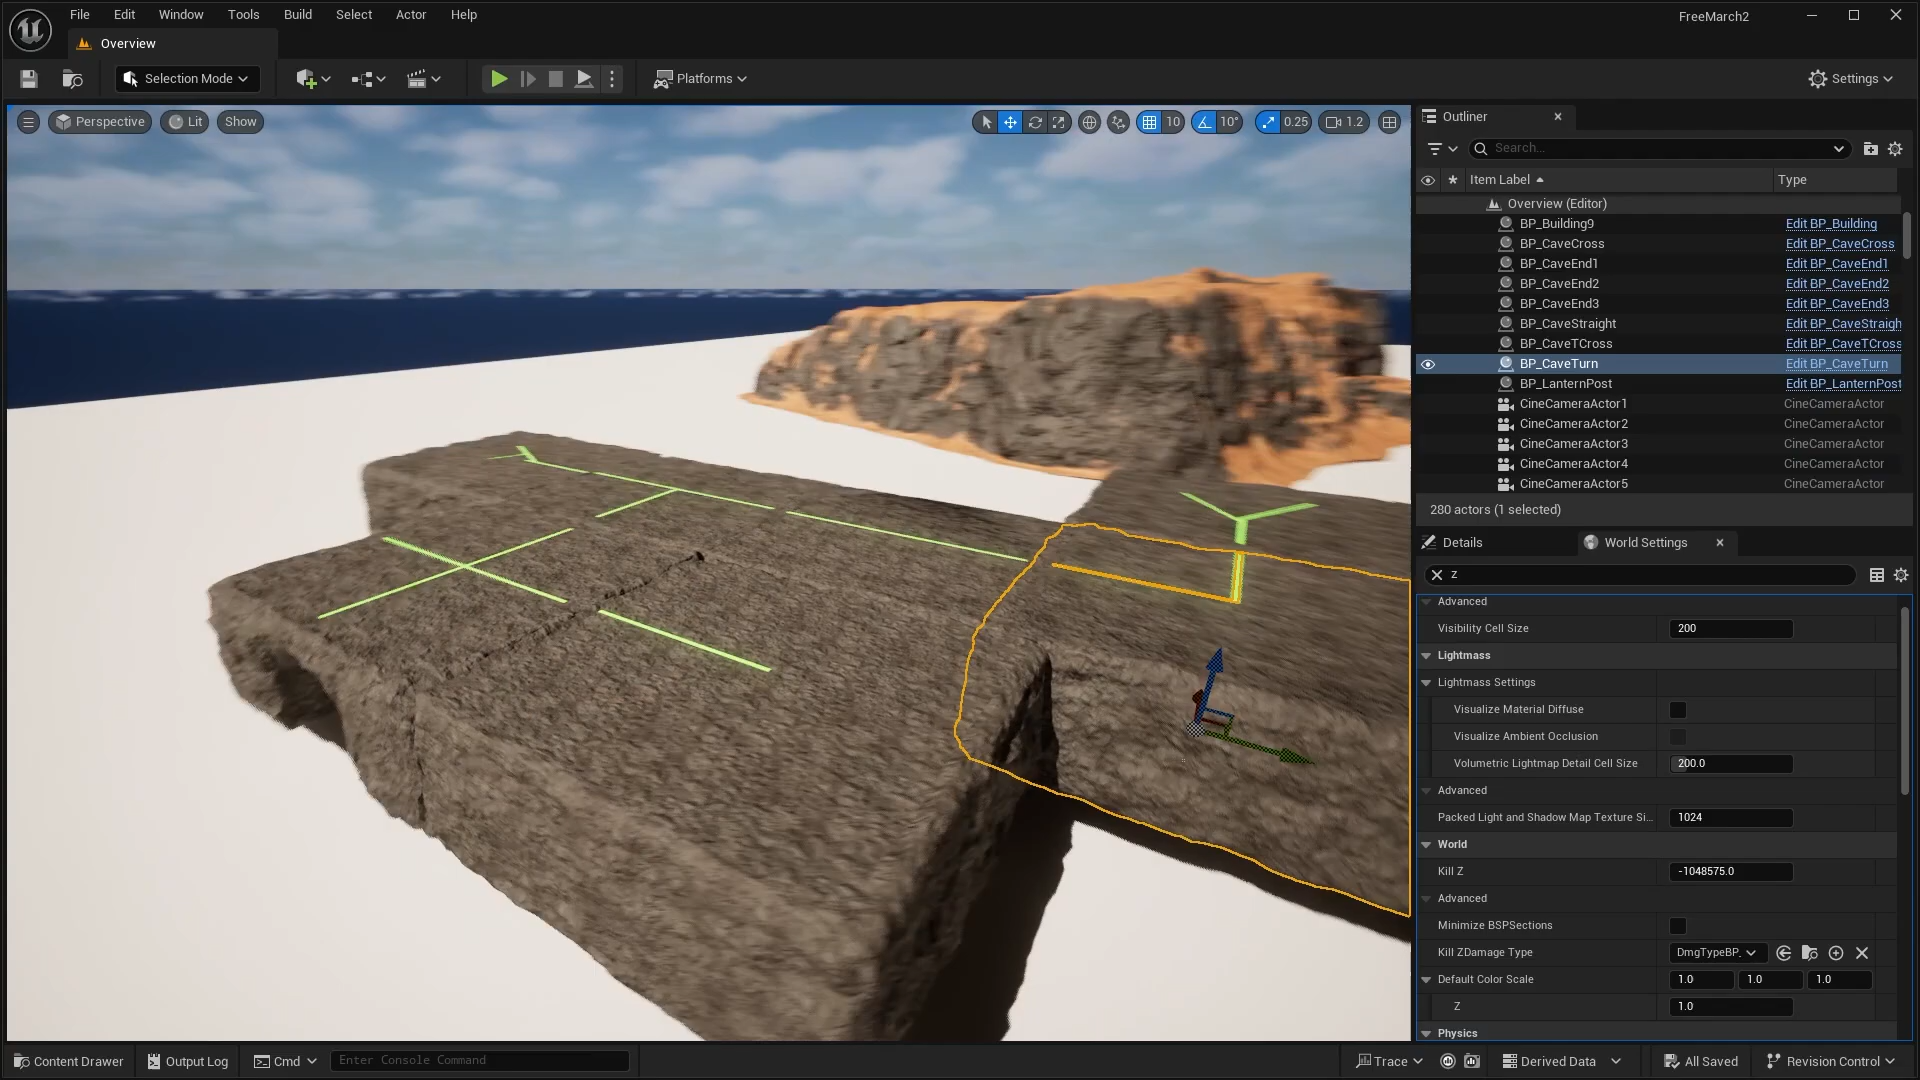 File Edit Window Tools Build Select Actor Help
FreeMarch2
Overview
Selection Mode
Platforms
Settings
Perspective Lit Show
10 10° 0.25 1.2
Outliner
Search...
Item Label Type
Overview (Editor)
BP_Building9 Edit BP_Building
BP_CaveCross Edit BP_CaveCross
BP_CaveEnd1 Edit BP_CaveEnd1
BP_CaveEnd2 Edit BP_CaveEnd2
BP_CaveEnd3 Edit BP_CaveEnd3
BP_CaveStraight Edit BP_CaveStraigh
BP_CaveTCross Edit BP_CaveTCross
BP_CaveTurn Edit BP_CaveTurn
BP_LanternPost Edit BP_LanternPost
CineCameraActor1 CineCameraActor
CineCameraActor2 CineCameraActor
CineCameraActor3 CineCameraActor
CineCameraActor4 CineCameraActor
CineCameraActor5 CineCameraActor
280 actors (1 selected)
Details World Settings
z
Advanced
Visibility Cell Size 200
Lightmass
Lightmass Settings
Visualize Material Diffuse
Visualize Ambient Occlusion
Volumetric Lightmap Detail Cell Size 200.0
Advanced
Packed Light and Shadow Map Texture Si... 1024
World
Kill Z -1048575.0
Advanced
Minimize BSPSections
Kill ZDamage Type DmgTypeBP_
Default Color Scale 1.0 1.0 1.0
Z 1.0
Physics
Content Drawer Output Log Cmd Enter Console Command
Trace Derived Data All Saved Revision Control